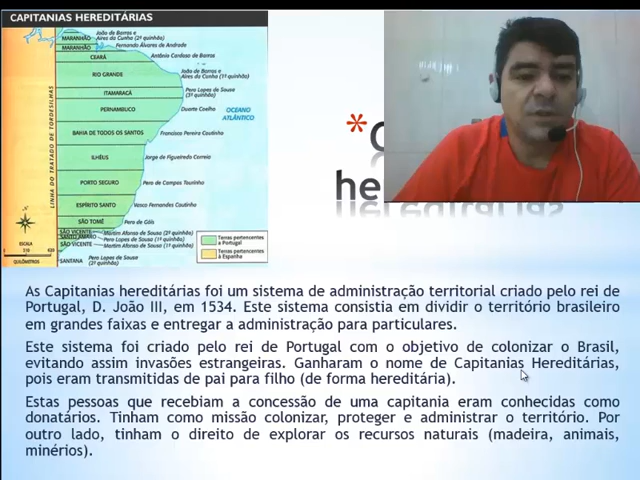 CAPITANIAS HEREDITÁRIAS
MARANHÃO
João de Barros e
Aires da Cunha (2º quinhão)
MARANHÃO
Fernando Álvares de Andrade
CEARÁ
Antônio Cardoso de Barros
RIO GRANDE
João de Barros e
Aires da Cunha (1º quinhão)
ITAMARACÁ
Pero Lopes de Sousa
(3º quinhão)
PERNAMBUCO
Duarte Coelho
OCEANO
ATLÂNTICO
BAHIA DE TODOS OS SANTOS
Francisco Pereira Coutinho
ILHÉUS
Jorge de Figueiredo Correia
PORTO SEGURO
Pero de Campos Tourinho
ESPÍRITO SANTO
Vasco Fernandes Coutinho
SÃO TOMÉ
Pero de Góis
SÃO VICENTE
Martim Afonso de Sousa (2º quinhão)
SANTO AMARO
Pero Lopes de Sousa (1º quinhão)
SÃO VICENTE
Martim Afonso de Sousa (1º quinhão)
SANTANA
Pero Lopes de Sousa
(2º quinhão)
LINHA DO TRATADO DE TORDESILHAS
ESCALA
QUILÔMETROS
Terras pertencentes
a Portugal
Terras pertencentes
à Espanha
*
he
As Capitanias hereditárias foi um sistema de administração territorial criado pelo rei de
Portugal, D. João III, em 1534. Este sistema consistia em dividir o território brasileiro
em grandes faixas e entregar a administração para particulares.
Este sistema foi criado pelo rei de Portugal com o objetivo de colonizar o Brasil,
evitando assim invasões estrangeiras. Ganharam o nome de Capitanias Hereditárias,
pois eram transmitidas de pai para filho (de forma hereditária).
Estas pessoas que recebiam a concessão de uma capitania eram conhecidas como
donatários. Tinham como missão colonizar, proteger e administrar o território. Por
outro lado, tinham o direito de explorar os recursos naturais (madeira, animais,
minérios).